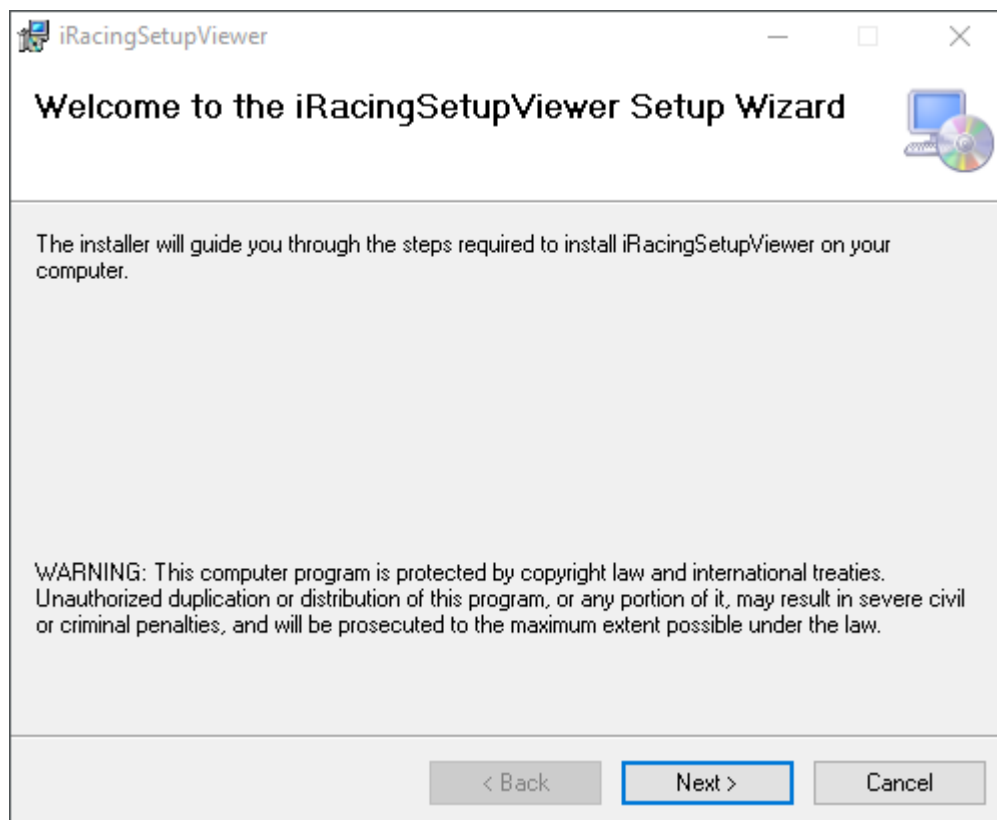 iRacingSetupViewer
Welcome to the iRacingSetupViewer Setup Wizard
The installer will guide you through the steps required to install iRacingSetupViewer on your
computer.
WARNING: This computer program is protected by copyright law and international treaties.
Unauthorized duplication or distribution of this program, or any portion of it, may result in severe civil
or criminal penalties, and will be prosecuted to the maximum extent possible under the law.
< Back Next > Cancel